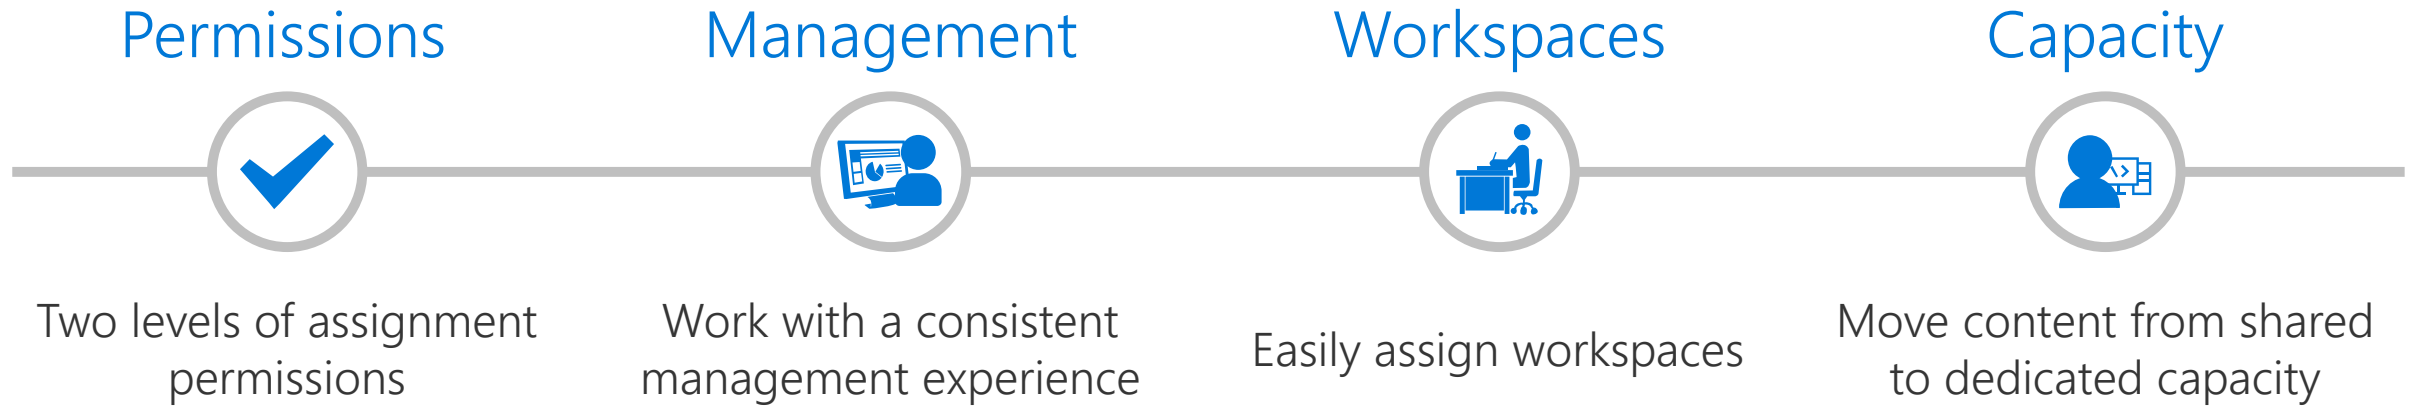 Permissions
Management
Workspaces
Capacity
Two levels of assignment
permissions
Work with a consistent
management experience
Easily assign workspaces
Move content from shared
to dedicated capacity